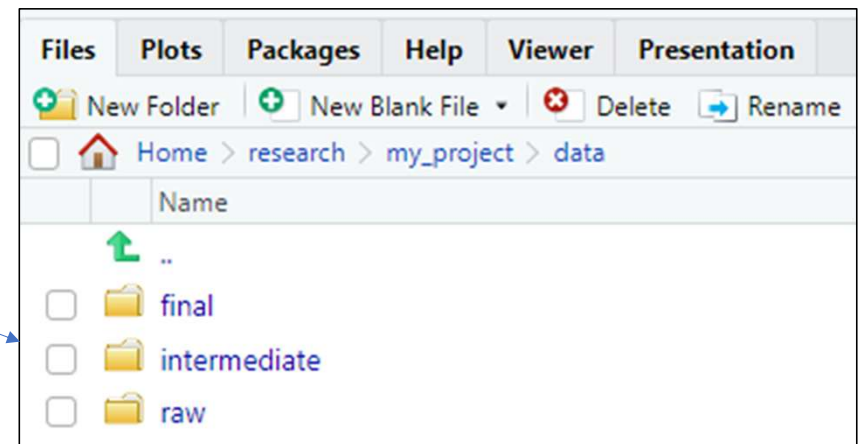 Files Plots Packages Help Viewer Presentation
New Folder New Blank File Delete Rename
Home > research > my_project > data
Name
..
final
intermediate
raw